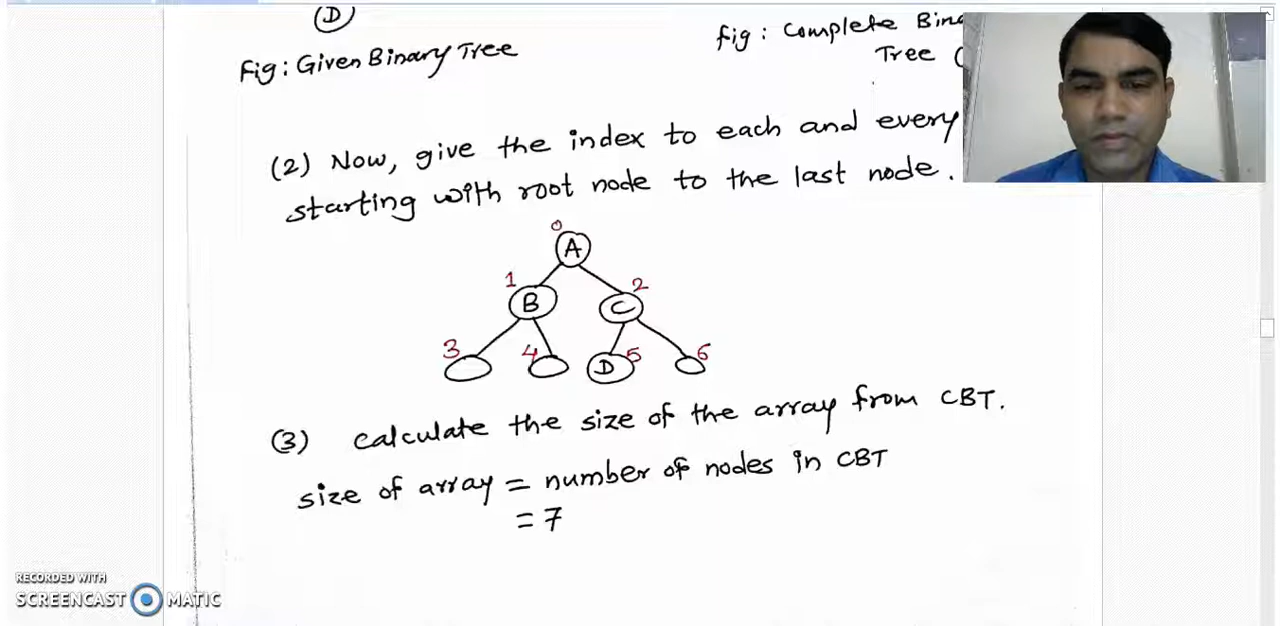 D
Fig: Given Binary Tree
fig: Complete Bin
Tree (
(2) Now, give the index to each and every
starting with root node to the last node.
0
A
1 2
B C
3 4 5 6
D
(3) calculate the size of the array from CBT.
size of array = number of nodes in CBT
= 7
RECORDED WITH
SCREENCAST MATIC